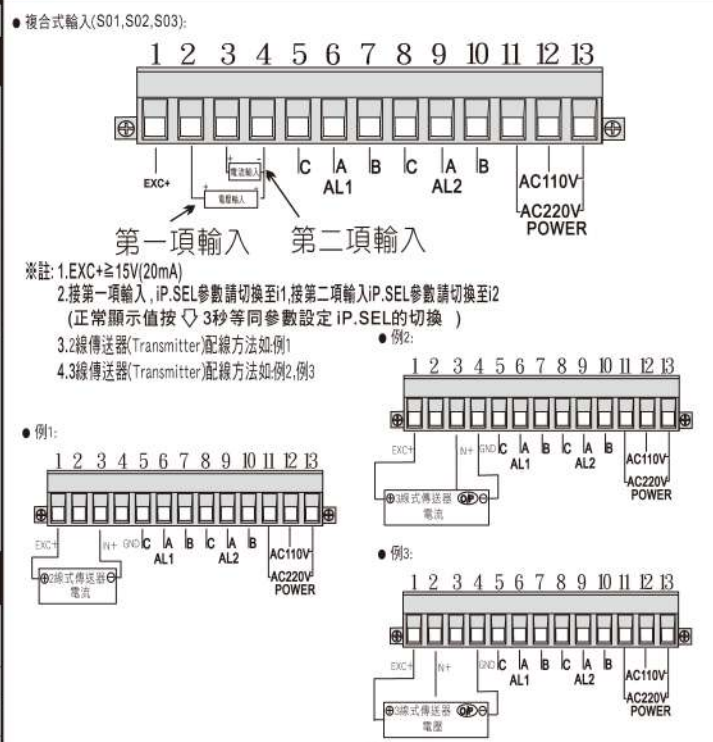 ● 複合式輸入(S01,S02,S03):
1 2 3 4 5 6 7 8 9 10 11 12 13
EXC+
+ 電流輸入 -
+ 電壓輸入 -
C A B C A B
AL1 AL2
AC110V
AC220V
POWER
第一項輸入 第二項輸入
※註: 1.EXC+≧15V(20mA)
2.接第一項輸入,iP.SEL參數請切換至i1,接第二項輸入iP.SEL參數請切換至i2
(正常顯示值按 3秒等同參數設定 iP.SEL的切換 )
3.2線傳送器(Transmitter)配線方法如:例1
4.3線傳送器(Transmitter)配線方法如:例2,例3
● 例1:
1 2 3 4 5 6 7 8 9 10 11 12 13
EXC+ IN+ GND C A B C A B
AL1 AL2
AC110V
AC220V
POWER
⊕2線式傳送器⊖
電流
● 例2:
1 2 3 4 5 6 7 8 9 10 11 12 13
EXC+ IN+ GND C A B C A B
AL1 AL2
AC110V
AC220V
POWER
⊕3線式傳送器 O/P ⊖
電流
● 例3:
1 2 3 4 5 6 7 8 9 10 11 12 13
EXC+ IN+ GND C A B C A B
AL1 AL2
AC110V
AC220V
POWER
⊕3線式傳送器 O/P ⊖
電壓